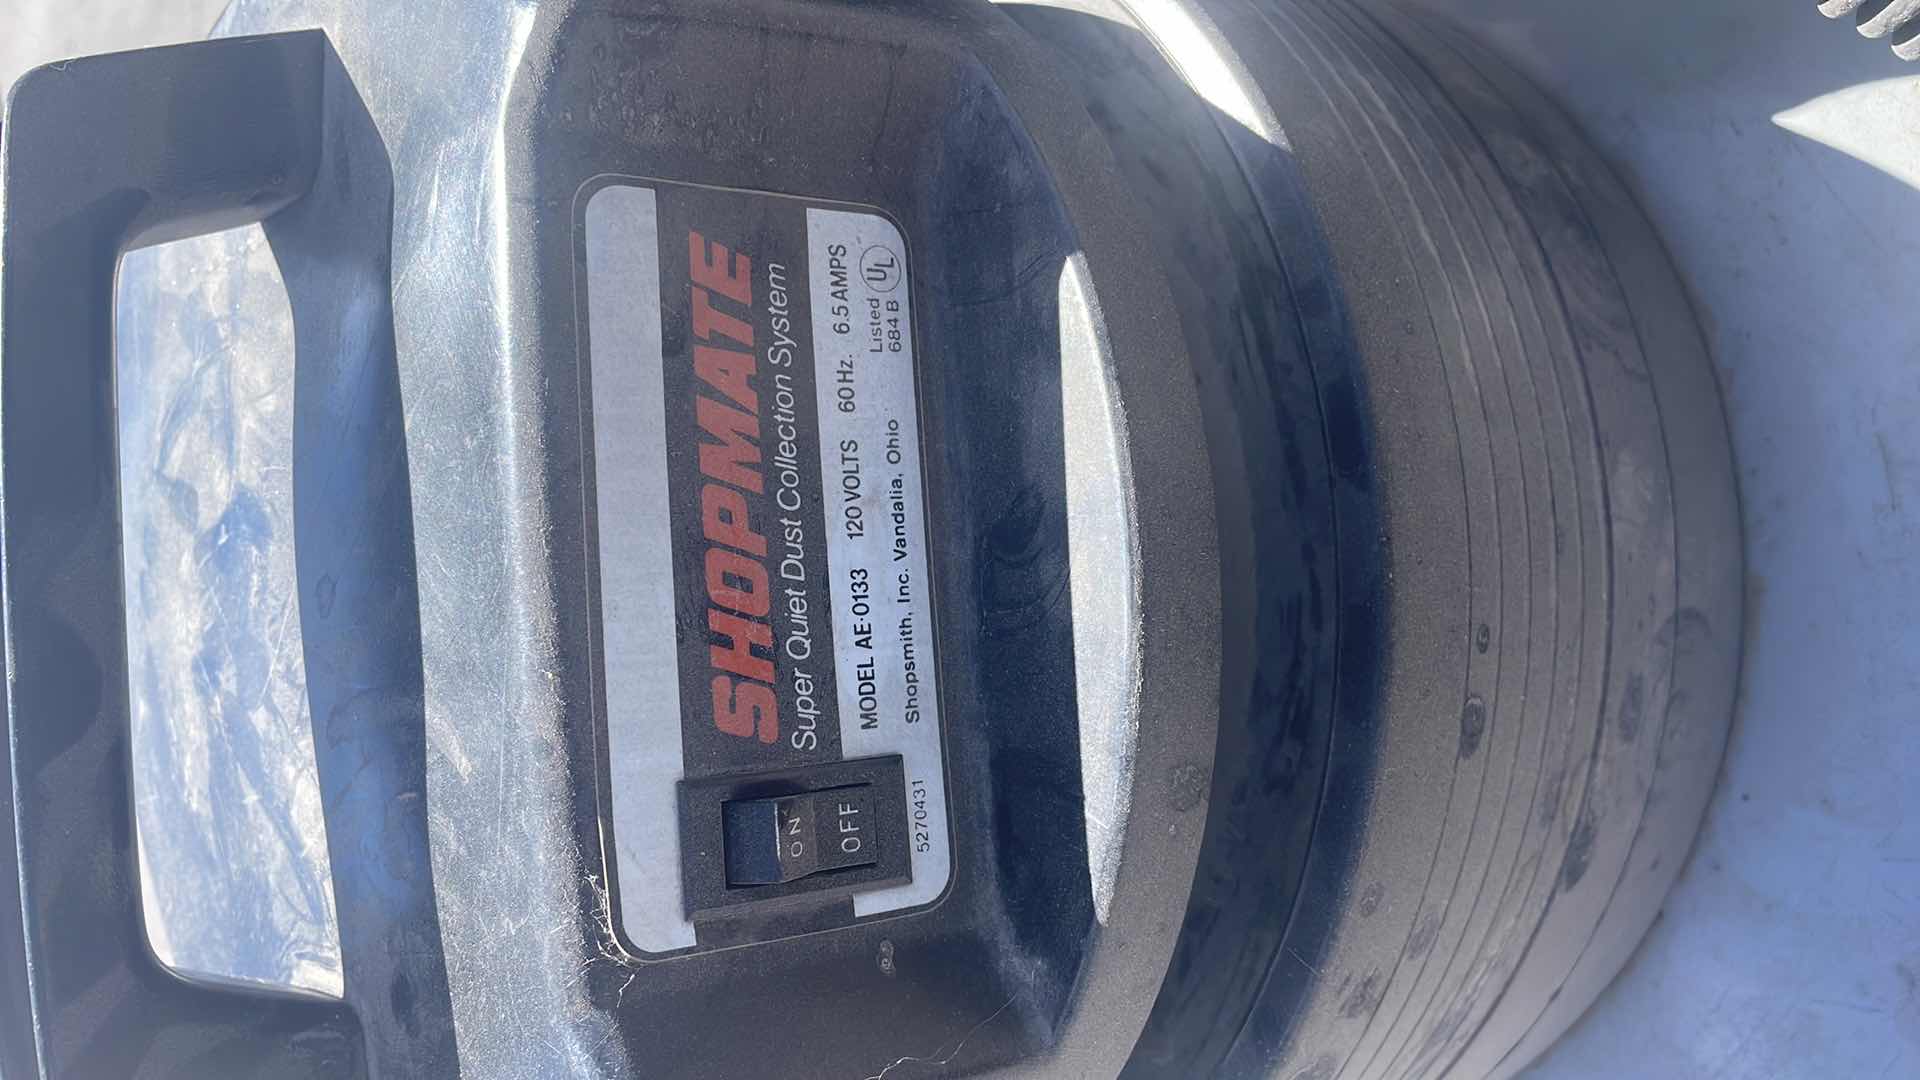 SHOPMATE
Super Quiet Dust Collection System
MODEL AE-0133 120 VOLTS 60 Hz. 6.5 AMPS
Shopsmith, Inc. Vandalia, Ohio
Listed
684 B
UL
ON
OFF
5270431